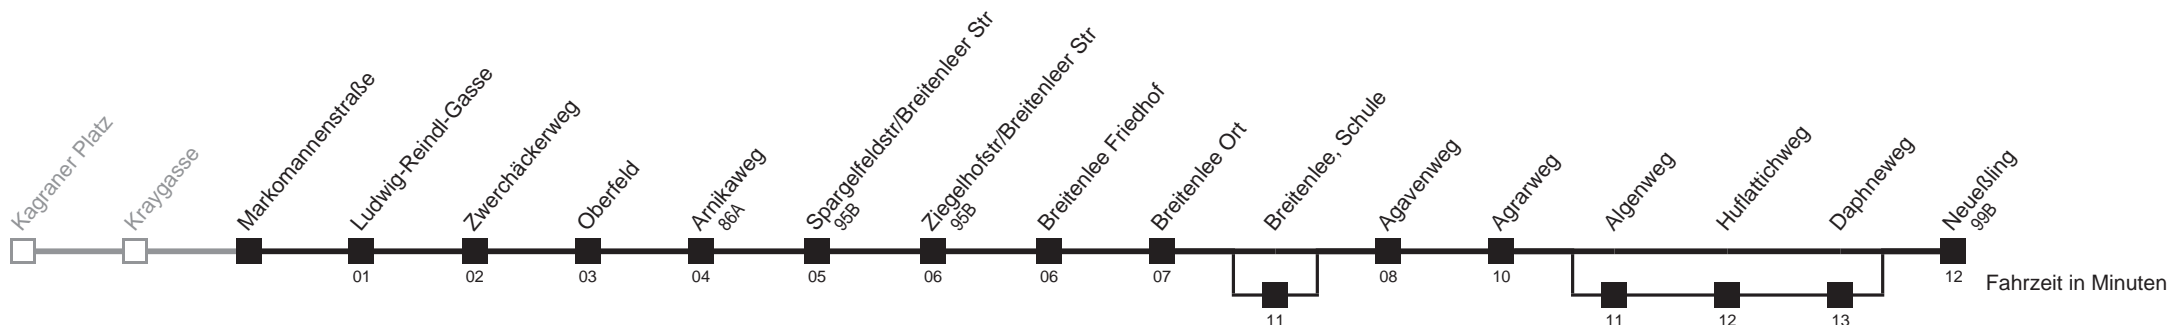 Kagraner Platz
Kraygasse
Markomannenstraße
Ludwig-Reindl-Gasse
Zwerchäckerweg
Oberfeld
Arnikaweg
86A
Spargelfeldstr/Breitenleer Str
95B
Ziegelhofstr/Breitenleer Str
95B
Breitenlee Friedhof
Breitenlee Ort
Breitenlee, Schule
Agavenweg
Agrarweg
Algenweg
Huflattichweg
Daphneweg
Neueßling
99B
01 02 03 04 05 06 06 07 08 10 12
Fahrzeit in Minuten
11 11 12 13